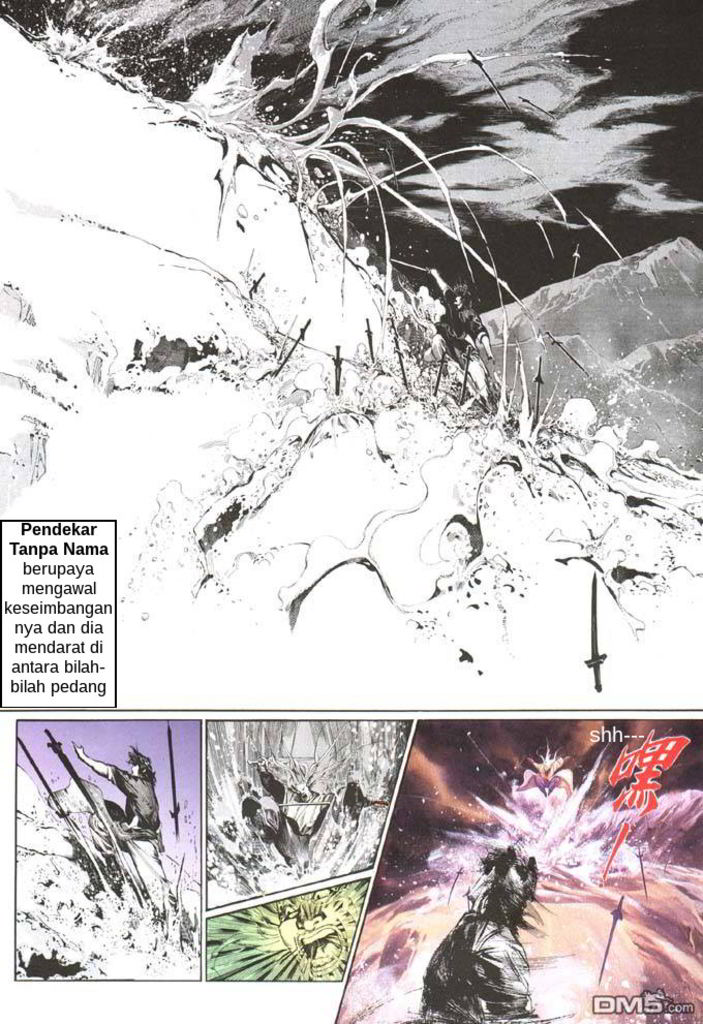 Pendekar
Tanpa Nama
berupaya
mengawal
keseimbangan
nya dan dia
mendarat di
antara bilah-
bilah pedang
shh---
嘿
DM5.com